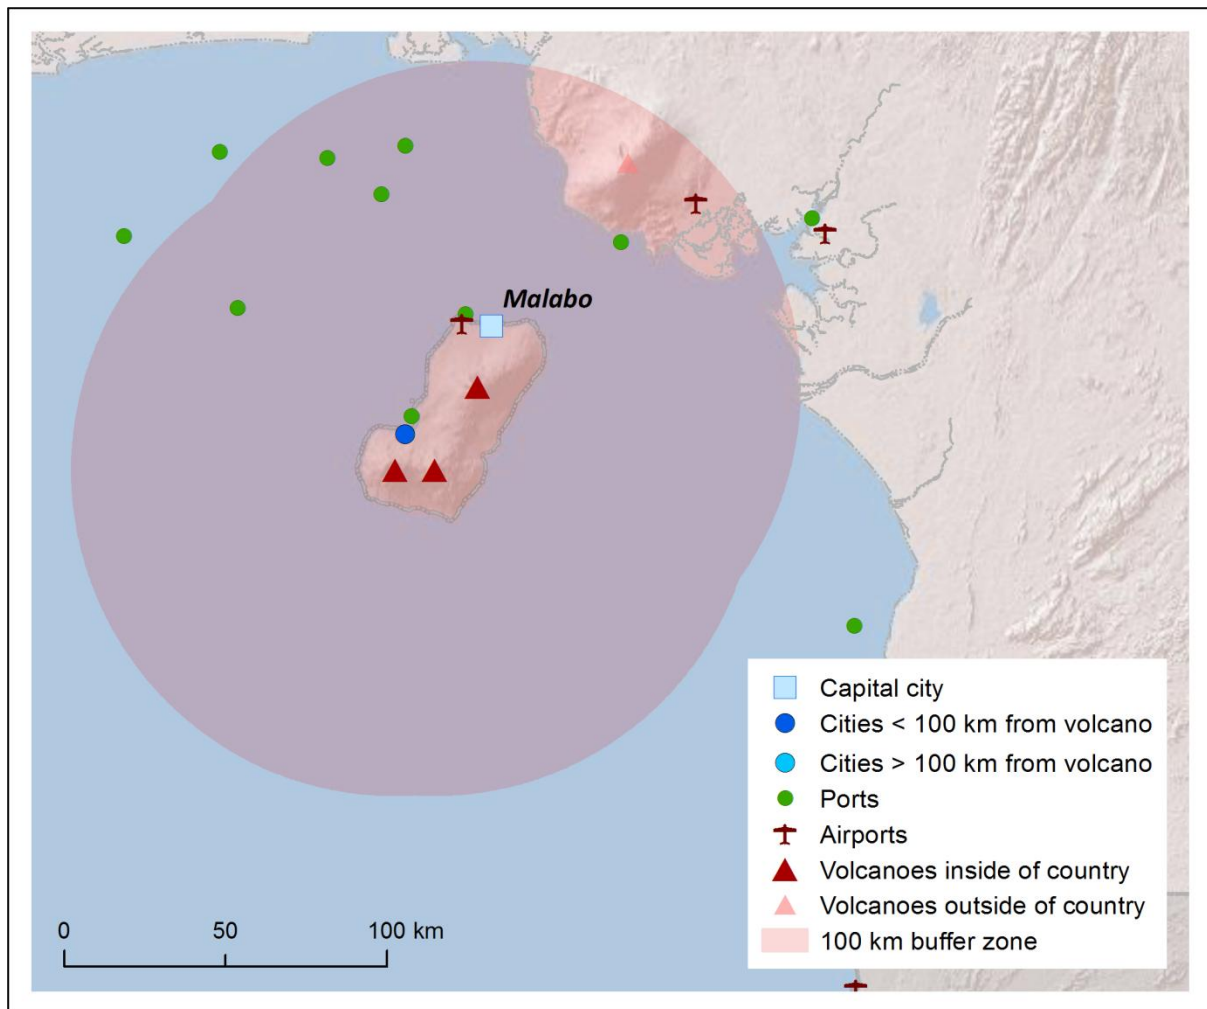 Malabo
Capital city
Cities < 100 km from volcano
Cities > 100 km from volcano
Ports
Airports
Volcanoes inside of country
Volcanoes outside of country
100 km buffer zone
0 50 100 km